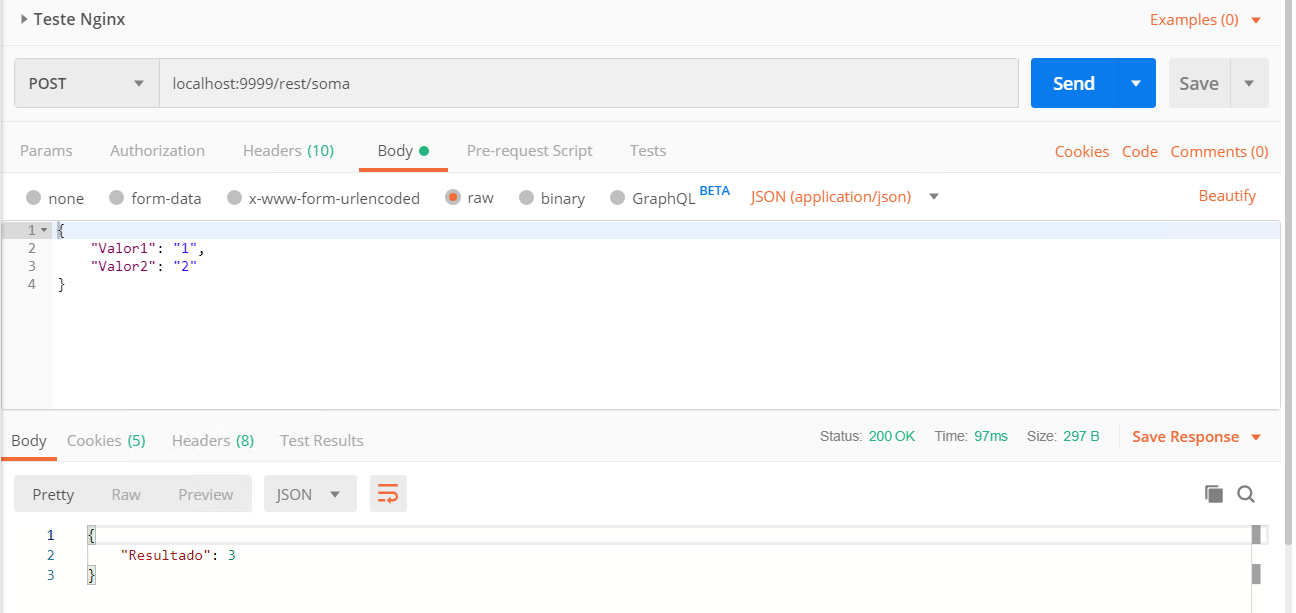 Teste Nginx Examples (0)
POST localhost:9999/rest/soma Send Save
Params Authorization Headers (10) Body Pre-request Script Tests Cookies Code Comments (0)
none form-data x-www-form-urlencoded raw binary GraphQL BETA JSON (application/json) Beautify
1 {
2 "Valor1": "1",
3 "Valor2": "2"
4 }
Body Cookies (5) Headers (8) Test Results Status: 200 OK Time: 97ms Size: 297 B Save Response
Pretty Raw Preview JSON
1 {
2 "Resultado": 3
3 }